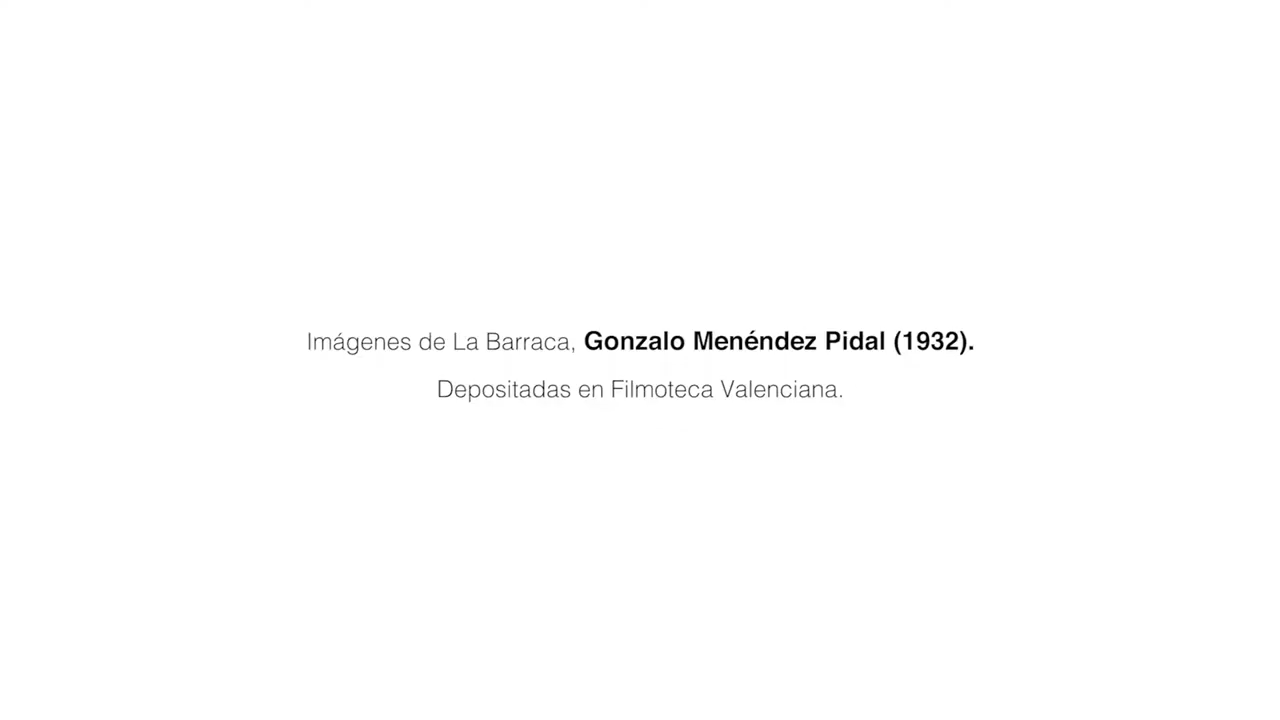 Imágenes de La Barraca, Gonzalo Menéndez Pidal (1932).
Depositadas en Filmoteca Valenciana.